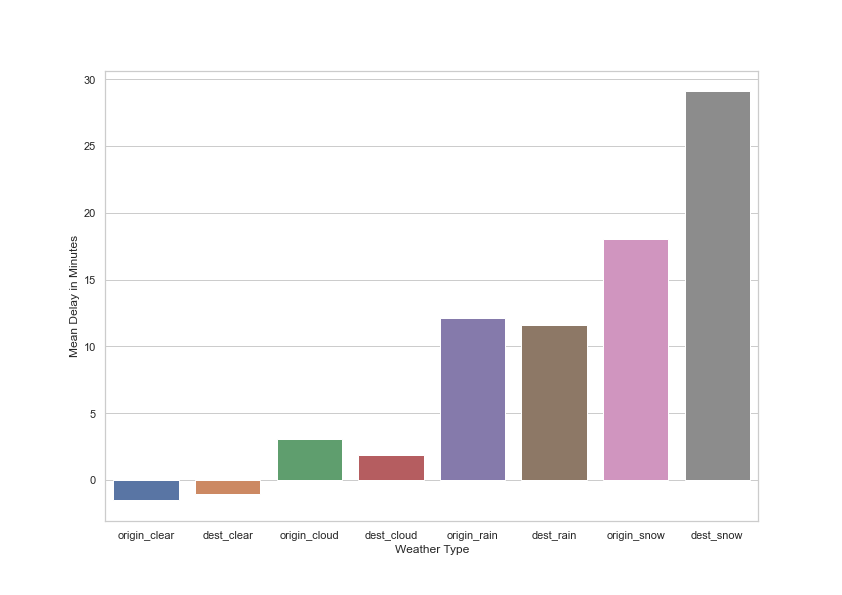 30
25
20
15
10
5
0
Mean Delay in Minutes
origin_clear dest_clear origin_cloud dest_cloud origin_rain dest_rain origin_snow dest_snow
Weather Type